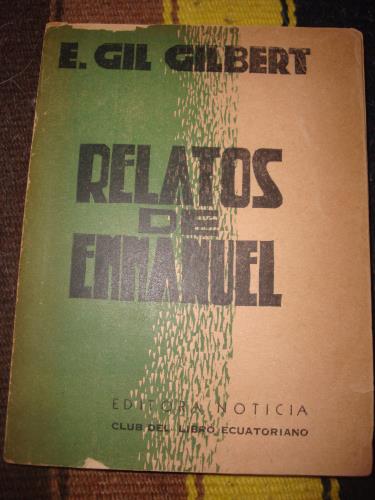 E. GIL GILBERT
RELATOS
DE
EMMANUEL
EDITORA NOTICIA
CLUB DEL LIBRO ECUATORIANO